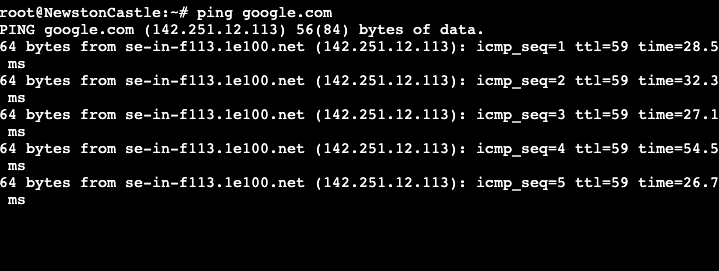 root@NewstonCastle:~# ping google.com
PING google.com (142.251.12.113) 56(84) bytes of data.
64 bytes from se-in-f113.1e100.net (142.251.12.113): icmp_seq=1 ttl=59 time=28.5
ms
64 bytes from se-in-f113.1e100.net (142.251.12.113): icmp_seq=2 ttl=59 time=32.3
ms
64 bytes from se-in-f113.1e100.net (142.251.12.113): icmp_seq=3 ttl=59 time=27.1
ms
64 bytes from se-in-f113.1e100.net (142.251.12.113): icmp_seq=4 ttl=59 time=54.5
ms
64 bytes from se-in-f113.1e100.net (142.251.12.113): icmp_seq=5 ttl=59 time=26.7
ms